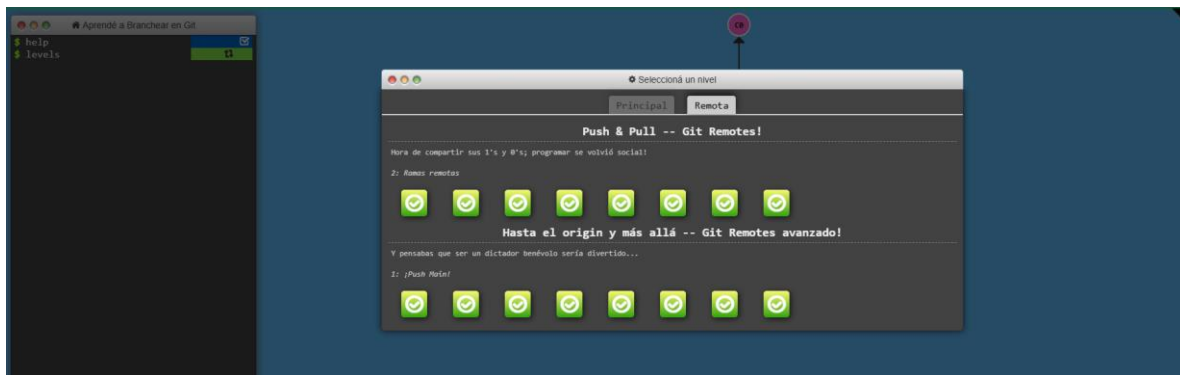 Aprendé a Branchear en Git
$ help
$ levels
C0
Seleccioná un nivel
Principal
Remota
Push & Pull -- Git Remotes!
Hora de compartir sus 1's y 0's; programar se volvió social!
2: Ramas remotas
Hasta el origin y más allá -- Git Remotes avanzado!
Y pensabas que ser un dictador benévolo sería divertido...
1: ¡Push Main!